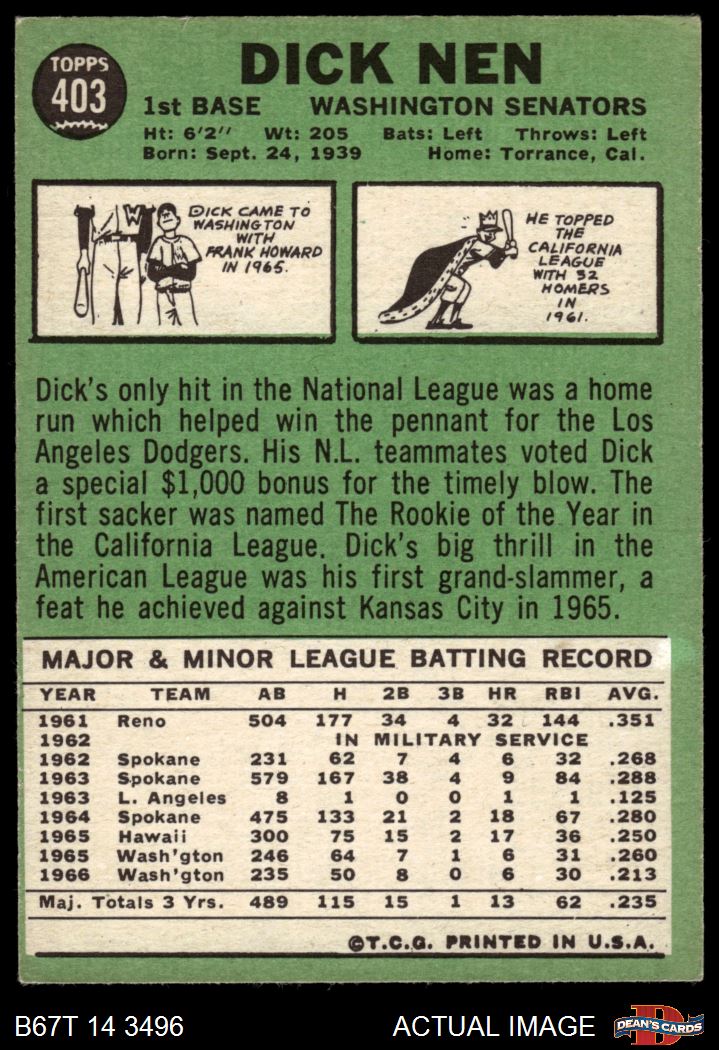 TOPPS
403
DICK NEN
1st BASE WASHINGTON SENATORS
Ht: 6'2" Wt: 205 Bats: Left Throws: Left
Born: Sept. 24, 1939 Home: Torrance, Cal.
W
W
DICK CAME TO
WASHINGTON
WITH
FRANK HOWARD
IN 1965.
HE TOPPED
THE
CALIFORNIA
LEAGUE
WITH 32
HOMERS
IN
1961.
Dick's only hit in the National League was a home
run which helped win the pennant for the Los
Angeles Dodgers. His N.L. teammates voted Dick
a special $1,000 bonus for the timely blow. The
first sacker was named The Rookie of the Year in
the California League. Dick's big thrill in the
American League was his first grand-slammer, a
feat he achieved against Kansas City in 1965.
MAJOR & MINOR LEAGUE BATTING RECORD
YEAR TEAM AB H 2B 3B HR RBI AVG.
1961 Reno 504 177 34 4 32 144 .351
1962 IN MILITARY SERVICE
1962 Spokane 231 62 7 4 6 32 .268
1963 Spokane 579 167 38 4 9 84 .288
1963 L. Angeles 8 1 0 0 1 1 .125
1964 Spokane 475 133 21 2 18 67 .280
1965 Hawaii 300 75 15 2 17 36 .250
1965 Wash'gton 246 64 7 1 6 31 .260
1966 Wash'gton 235 50 8 0 6 30 .213
Maj. Totals 3 Yrs. 489 115 15 1 13 62 .235
©T.C.G. PRINTED IN U.S.A.
B67T 14 3496 ACTUAL IMAGE
D
DEAN'S CARDS